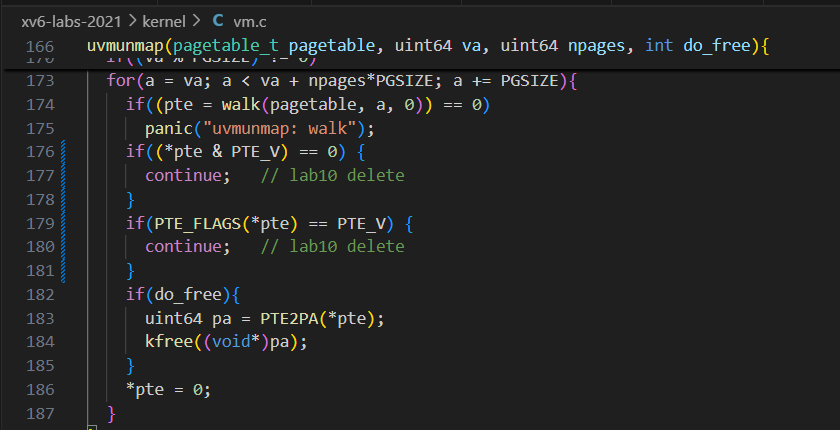 xv6-labs-2021 > kernel > C vm.c
166 uvmunmap(pagetable_t pagetable, uint64 va, uint64 npages, int do_free){
173 for(a = va; a < va + npages*PGSIZE; a += PGSIZE){
174 if((pte = walk(pagetable, a, 0)) == 0)
175 panic("uvmunmap: walk");
176 if((*pte & PTE_V) == 0) {
177 continue;   // lab10 delete
178 }
179 if(PTE_FLAGS(*pte) == PTE_V) {
180 continue;   // lab10 delete
181 }
182 if(do_free){
183 uint64 pa = PTE2PA(*pte);
184 kfree((void*)pa);
185 }
186 *pte = 0;
187 }